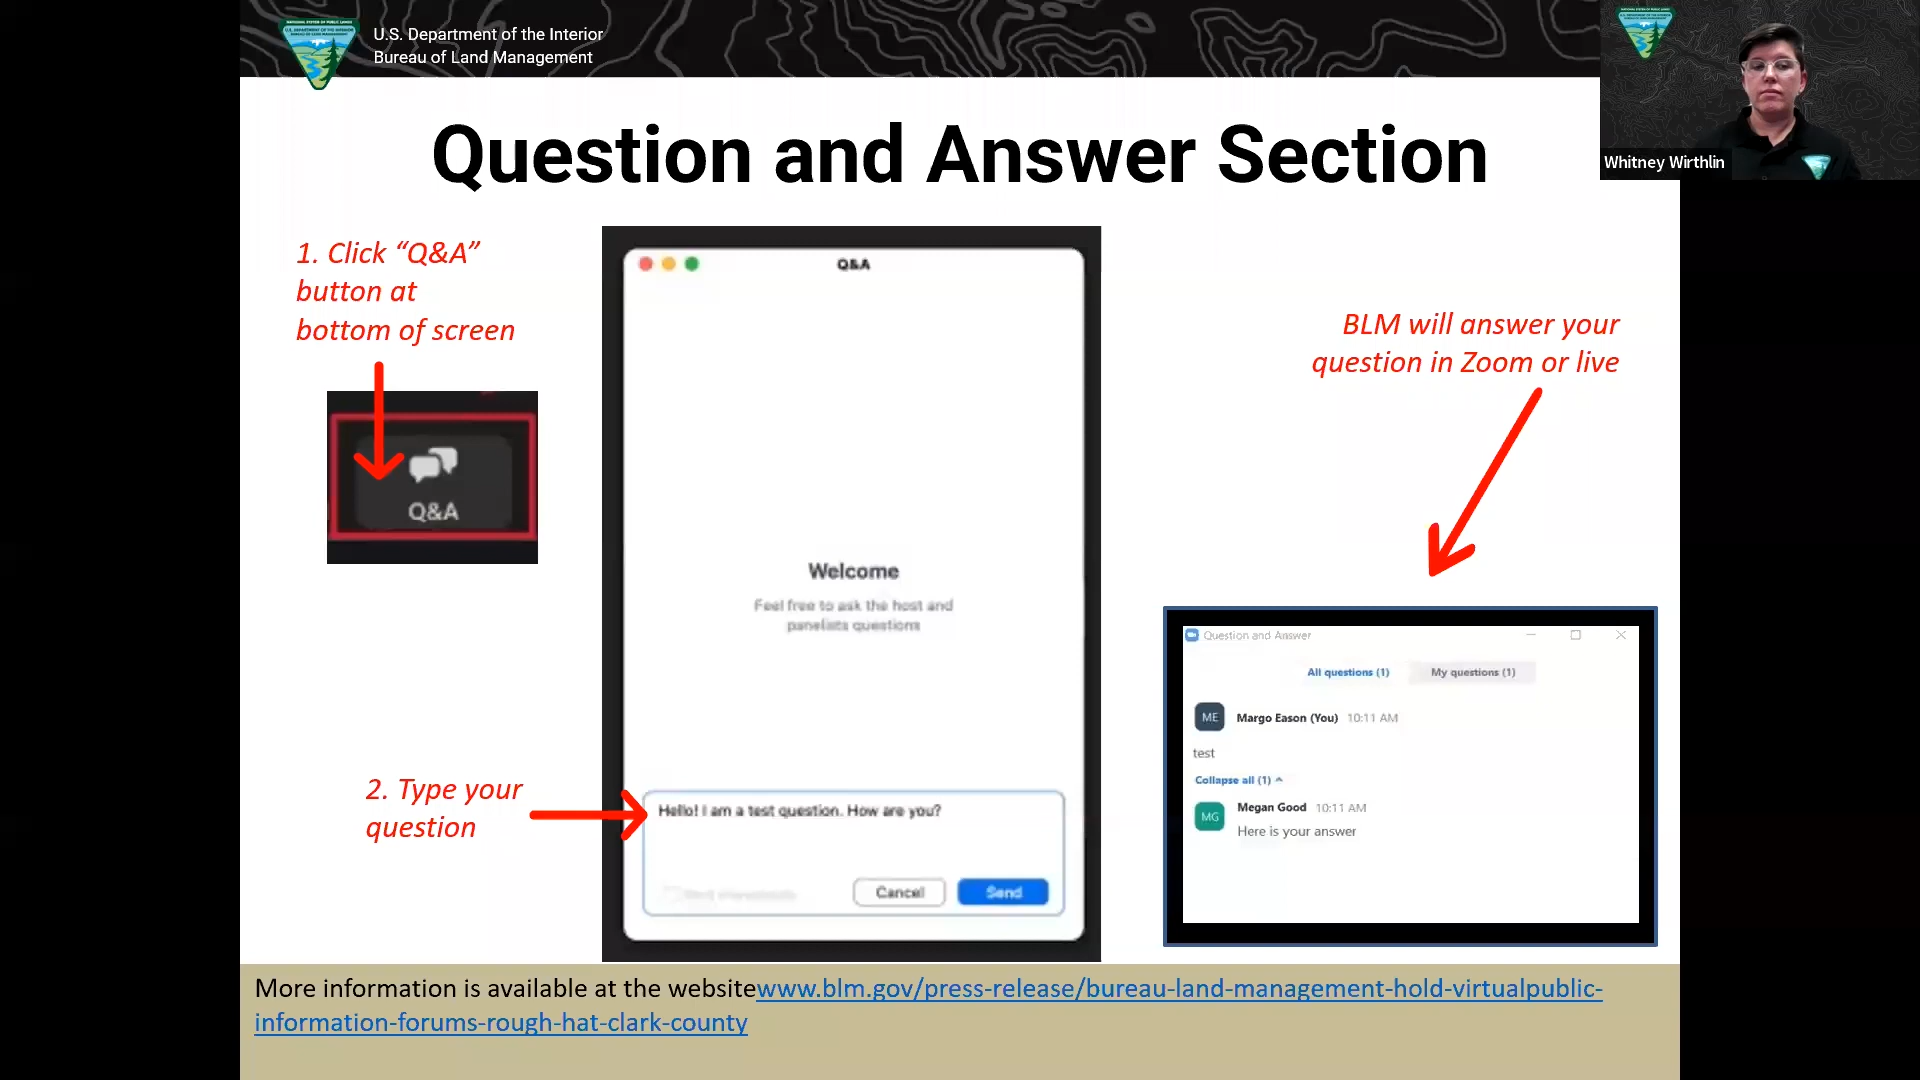 U.S. Department of the Interior
Bureau of Land Management
Whitney Wirthlin
Question and Answer Section
1. Click “Q&A”
button at
bottom of screen
Q&A
Q&A
Welcome
Feel free to ask the host and
panelists questions
2. Type your
question
Hello! I am a test question. How are you?
Cancel
Send
BLM will answer your
question in Zoom or live
Question and Answer
All questions (1)
My questions (1)
ME
Margo Eason (You) 10:11 AM
test
Collapse all (1)
MG
Megan Good 10:11 AM
Here is your answer
More information is available at the websitewww.blm.gov/press-release/bureau-land-management-hold-virtualpublic-
information-forums-rough-hat-clark-county